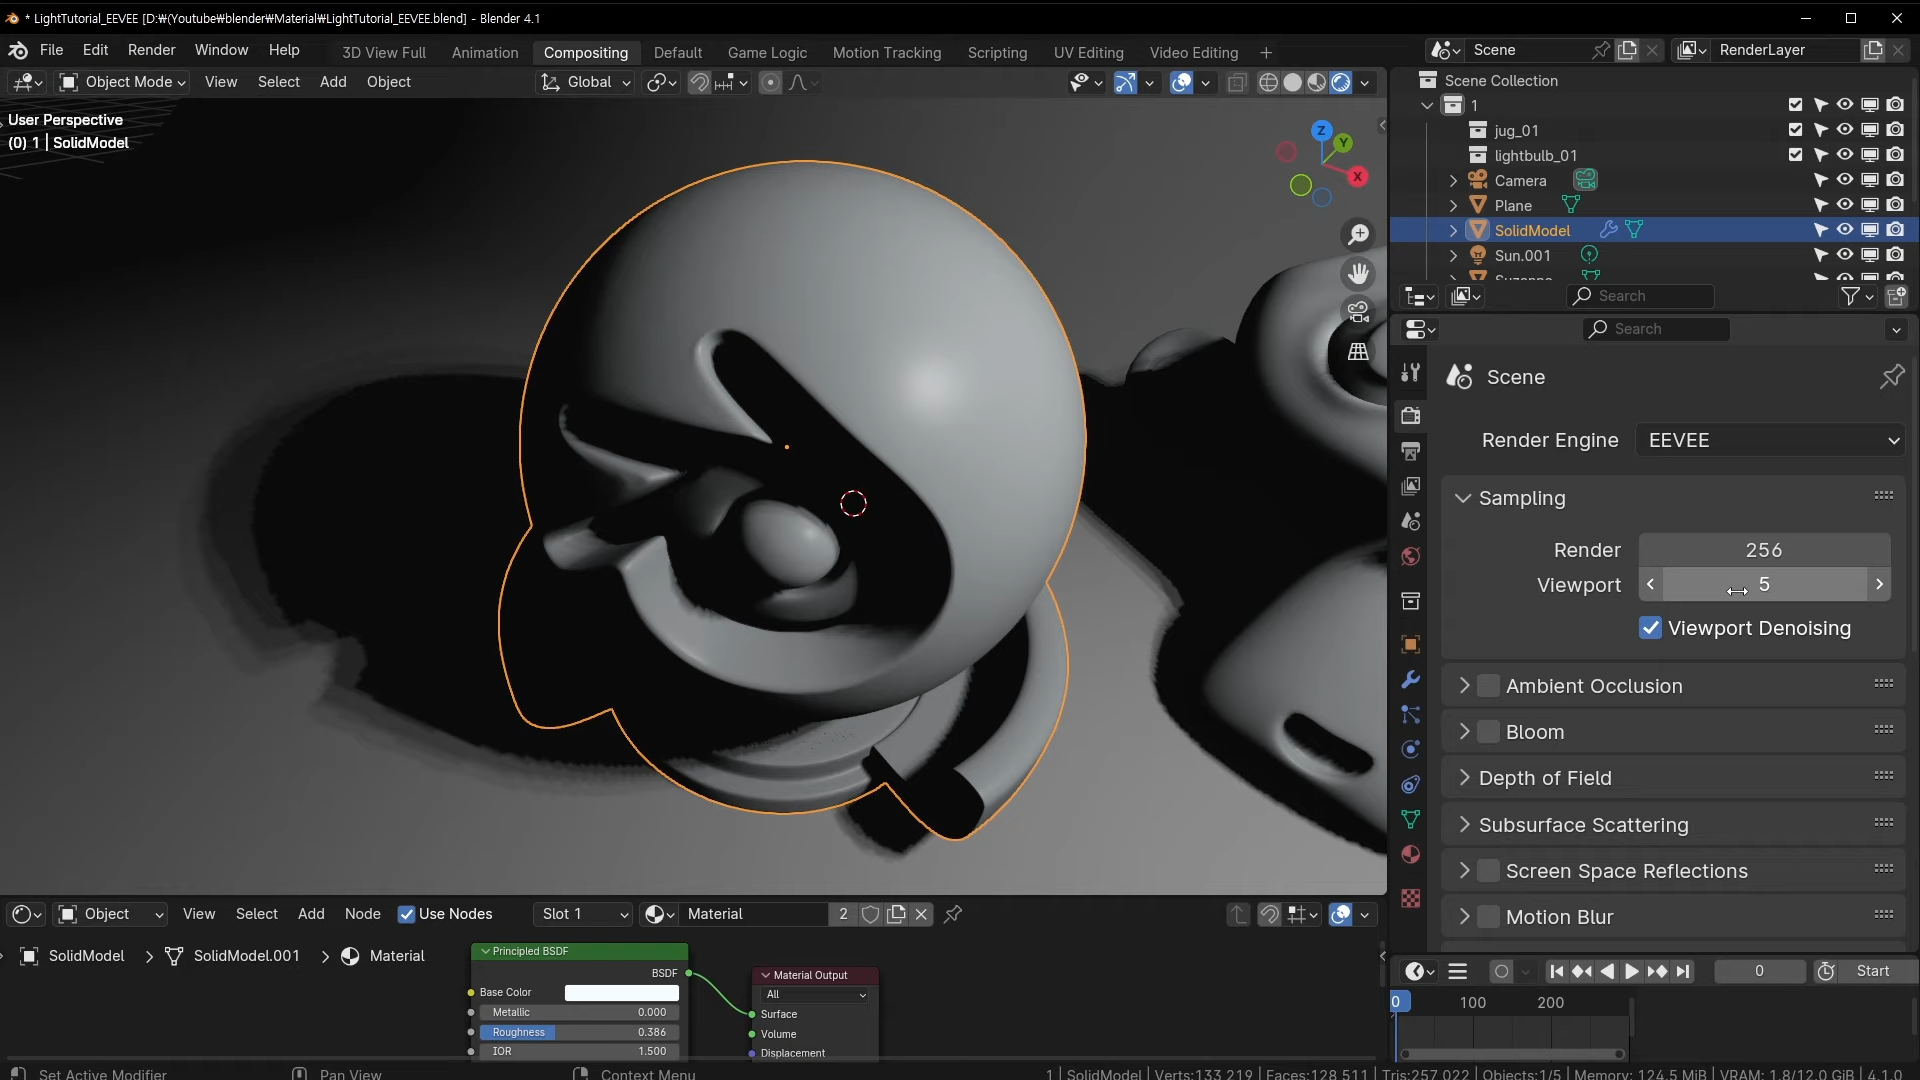 * LightTutorial_EEVEE [D:₩(Youtube₩blender₩Material₩LightTutorial_EEVEE.blend] - Blender 4.1
File Edit Render Window Help 3D View Full Animation Compositing Default Game Logic Motion Tracking Scripting UV Editing Video Editing + Scene RenderLayer
Object Mode View Select Add Object Global
User Perspective
(0) 1 | SolidModel
Z
Y
X
Scene Collection
1
jug_01
lightbulb_01
Camera
Plane
SolidModel
Sun.001
Suzanne
Search
Search
Scene
Render Engine EEVEE
Sampling
Render 256
Viewport 5
Viewport Denoising
Ambient Occlusion
Bloom
Depth of Field
Subsurface Scattering
Screen Space Reflections
Motion Blur
Object View Select Add Node Use Nodes Slot 1 Material 2
SolidModel > SolidModel.001 > Material
Principled BSDF
BSDF
Base Color
Metallic 0.000
Roughness 0.386
IOR 1.500
Material Output
All
Surface
Volume
Displacement
0 Start
0 100 200
Set Active Modifier Pan View Context Menu 1 | SolidModel | Verts:133,219 | Faces:128,511 | Tris:257,022 | Objects:1/5 | Memory: 124.5 MiB | VRAM: 1.8/12.0 GiB | 4.1.0